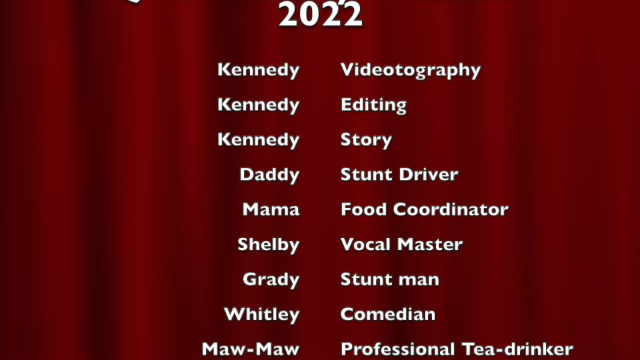 2022
Kennedy Videotography
Kennedy Editing
Kennedy Story
Daddy Stunt Driver
Mama Food Coordinator
Shelby Vocal Master
Grady Stunt man
Whitley Comedian
Maw-Maw Professional Tea-drinker